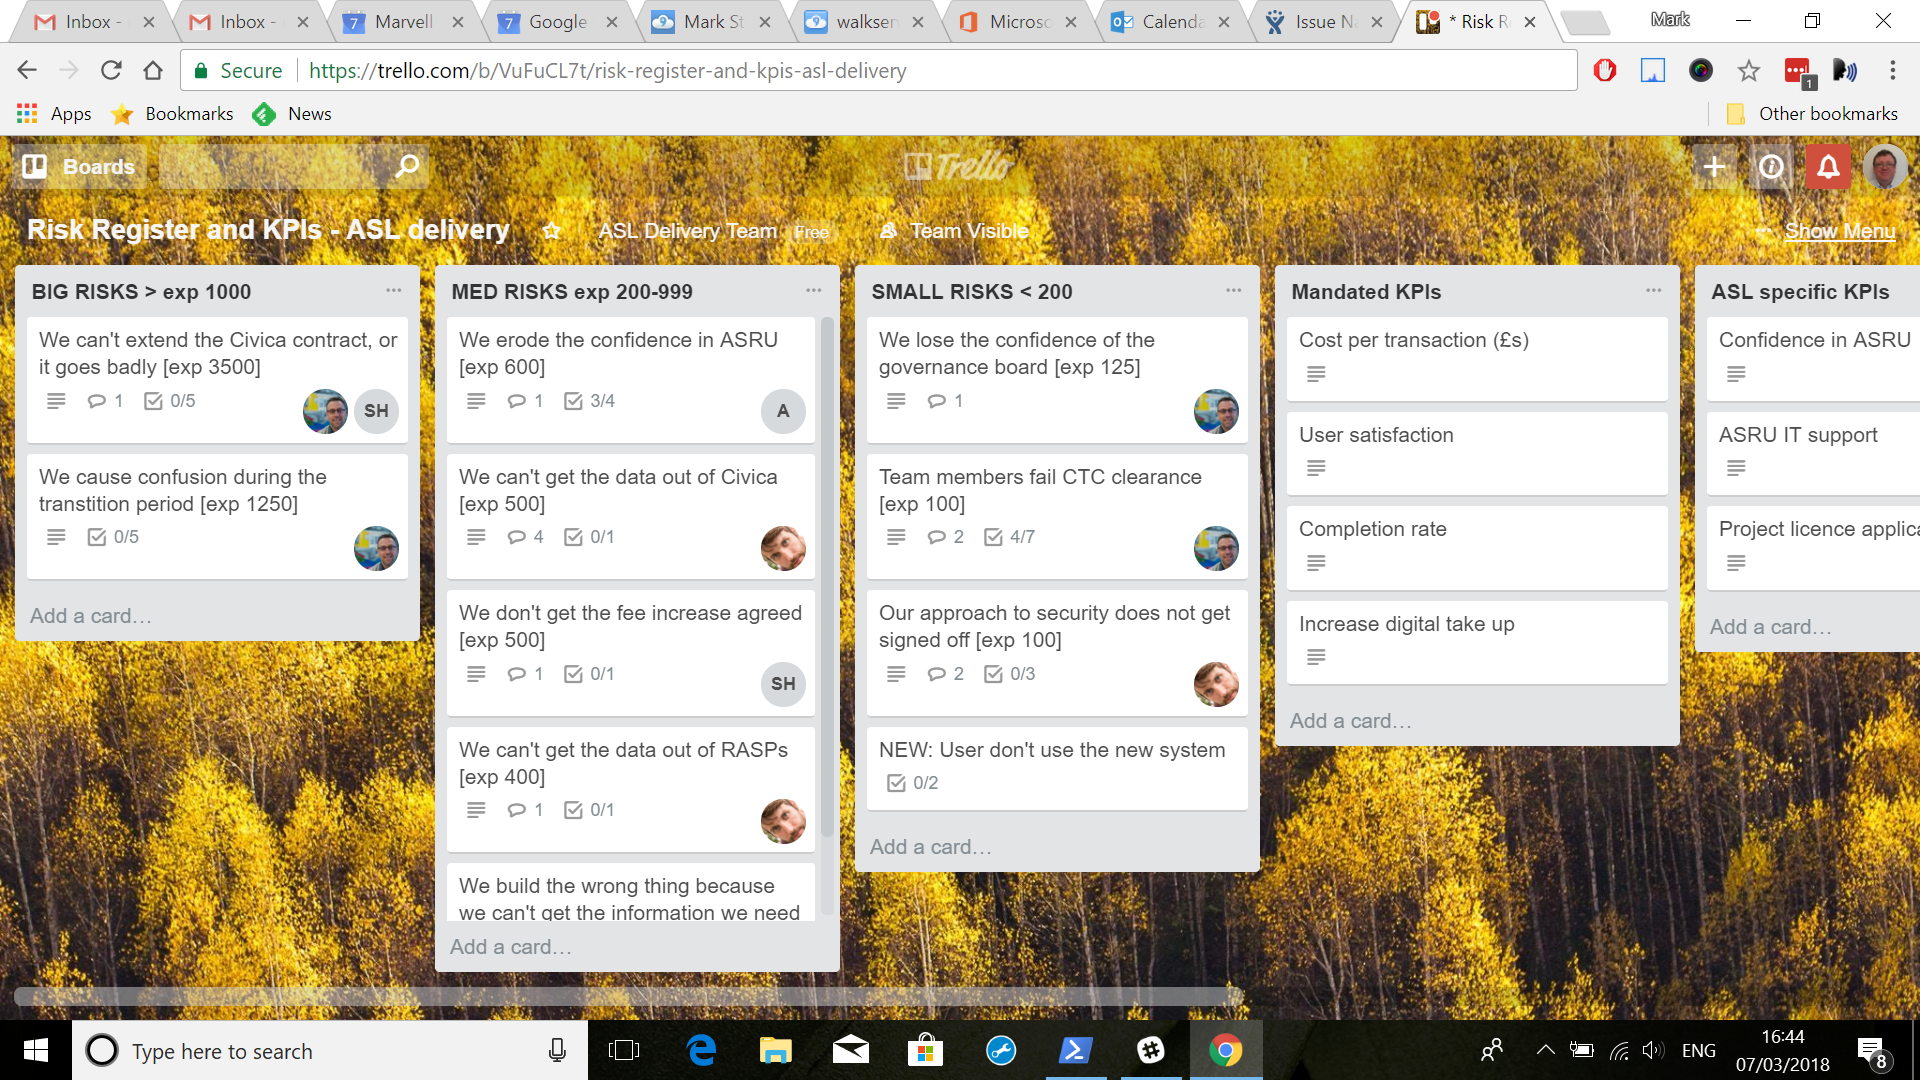 Inbox -
Inbox -
7 Marvell
7 Google
9 Mark St
9 walkser
Microsc
Calenda
Issue N
* Risk R
Mark
Secure
https://trello.com/b/VuFuCL7t/risk-register-and-kpis-asl-delivery
1
Apps
Bookmarks
News
Other bookmarks
Boards
Trello
Risk Register and KPIs - ASL delivery
ASL Delivery Team Free
Team Visible
··· Show Menu
BIG RISKS > exp 1000
We can't extend the Civica contract, or
it goes badly [exp 3500]
1 0/5
SH
We cause confusion during the
transtition period [exp 1250]
0/5
Add a card…
MED RISKS exp 200-999
We erode the confidence in ASRU
[exp 600]
1 3/4
A
We can't get the data out of Civica
[exp 500]
4 0/1
We don't get the fee increase agreed
[exp 500]
1 0/1
SH
We can't get the data out of RASPs
[exp 400]
1 0/1
We build the wrong thing because
we can't get the information we need
Add a card…
SMALL RISKS < 200
We lose the confidence of the
governance board [exp 125]
1
Team members fail CTC clearance
[exp 100]
2 4/7
Our approach to security does not get
signed off [exp 100]
2 0/3
NEW: User don't use the new system
0/2
Add a card…
Mandated KPIs
Cost per transaction (£s)
User satisfaction
Completion rate
Increase digital take up
Add a card…
ASL specific KPIs
Confidence in ASRU
ASRU IT support
Project licence applica
Add a card…
Type here to search
ENG
16:44
07/03/2018
8